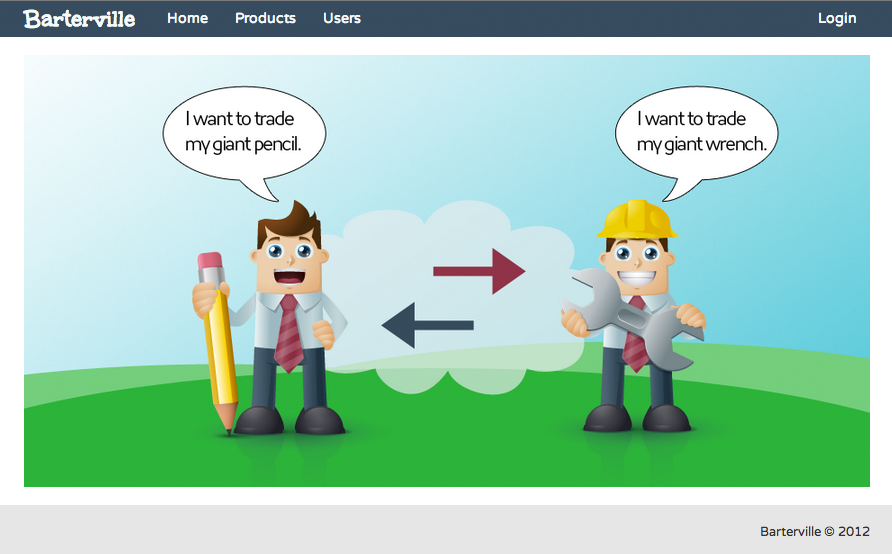 Barterville Home Products Users Login
I want to trade
my giant pencil.
I want to trade
my giant wrench.
Barterville © 2012